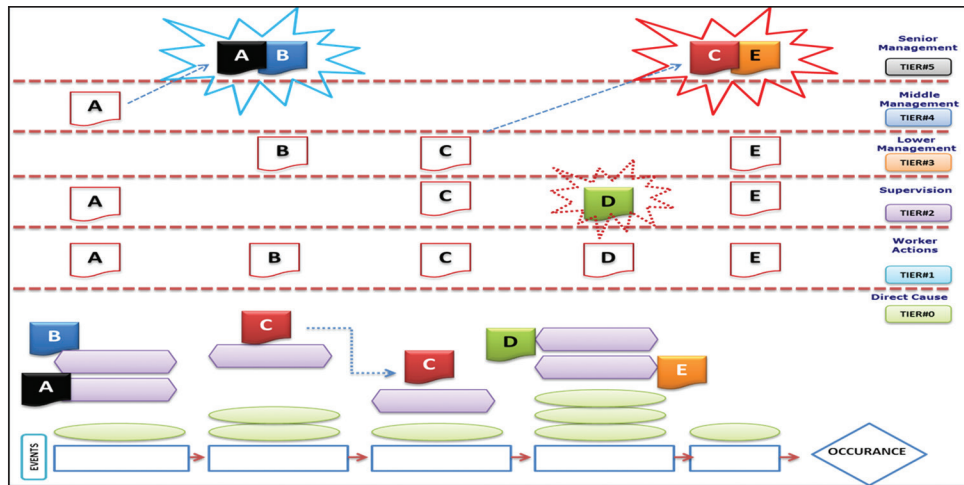 A B
C E
Senior
Management
TIER#5
A
Middle
Management
TIER#4
B
C
E
Lower
Management
TIER#3
A
C
D
E
Supervision
TIER#2
A
B
C
D
E
Worker
Actions
TIER#1
Direct Cause
TIER#0
B
C
D
C
A
E
EVENTS
OCCURANCE